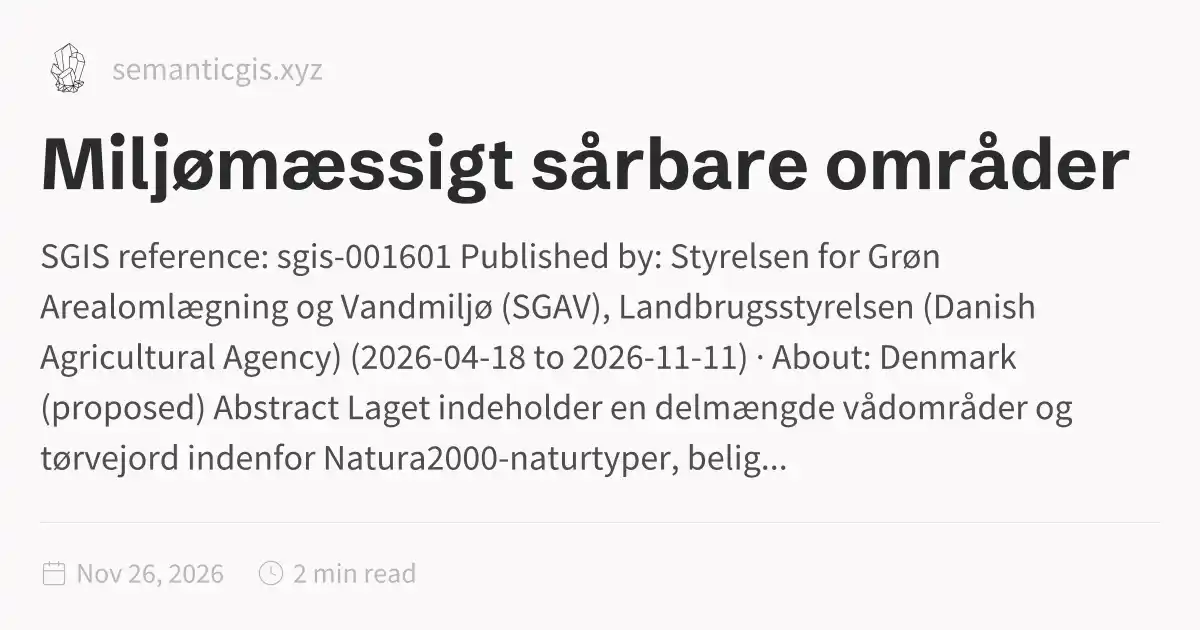 semanticgis.xyz
Miljømæssigt sårbare områder
SGIS reference: sgis-001601 Published by: Styrelsen for Grøn
Arealomlægning og Vandmiljø (SGAV), Landbrugsstyrelsen (Danish
Agricultural Agency) (2026-04-18 to 2026-11-11) · About: Denmark
(proposed) Abstract Laget indeholder en delmængde vådområder og
tørvejord indenfor Natura2000-naturtyper, belig...
Nov 26, 2026 2 min read